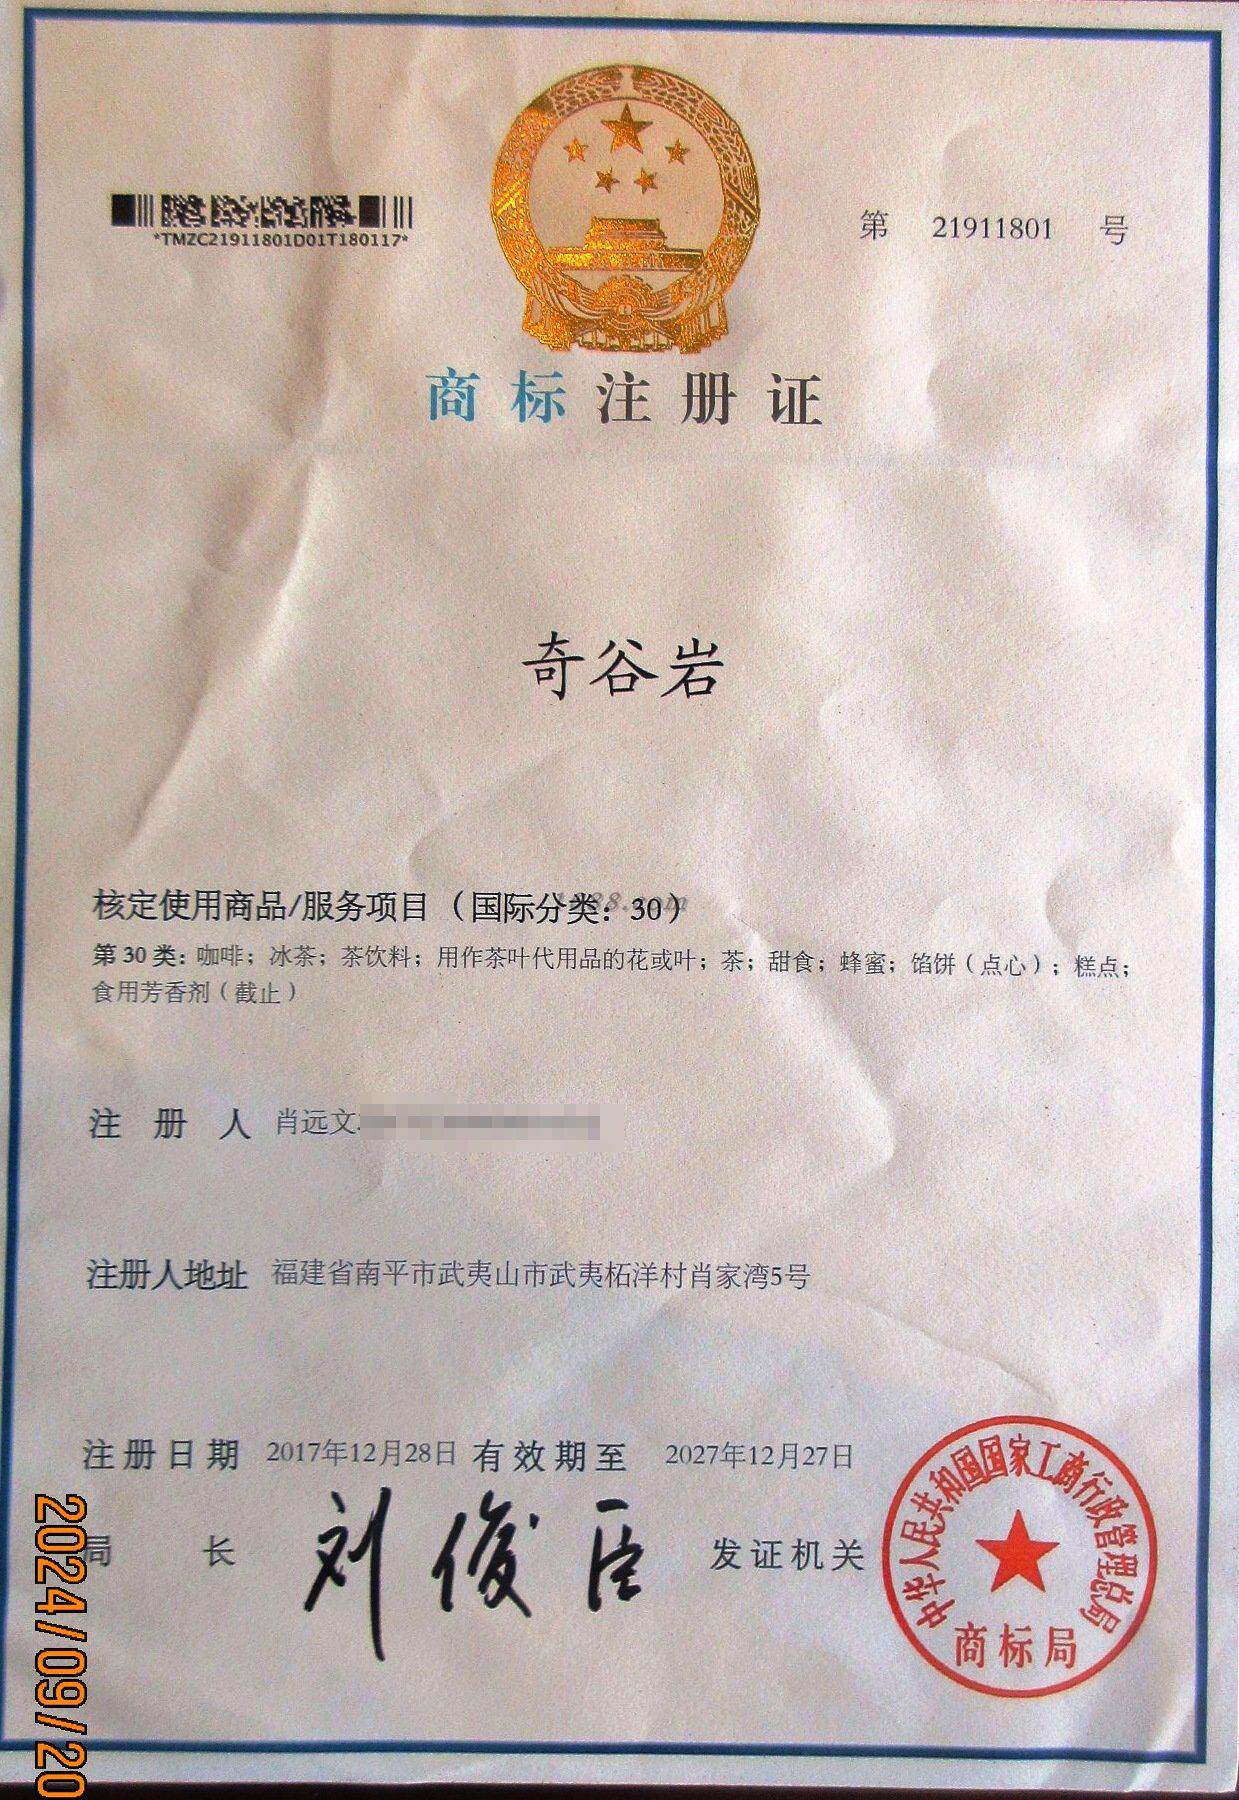 *TMZC21911801D01T180117*
第 21911801 号
商标注册证
奇谷岩
核定使用商品/服务项目（国际分类：30）
第 30 类：咖啡；冰茶；茶饮料；用作茶叶代用品的花或叶；茶；甜食；蜂蜜；馅饼（点心）；糕点；
食用芳香剂（截止）
注册人 肖远文
注册人地址 福建省南平市武夷山市武夷柘洋村肖家湾5号
注册日期 2017年12月28日 有效期至 2027年12月27日
局长 刘俊臣 发证机关
中华人民共和国国家工商行政管理总局
商标局
2024/09/20